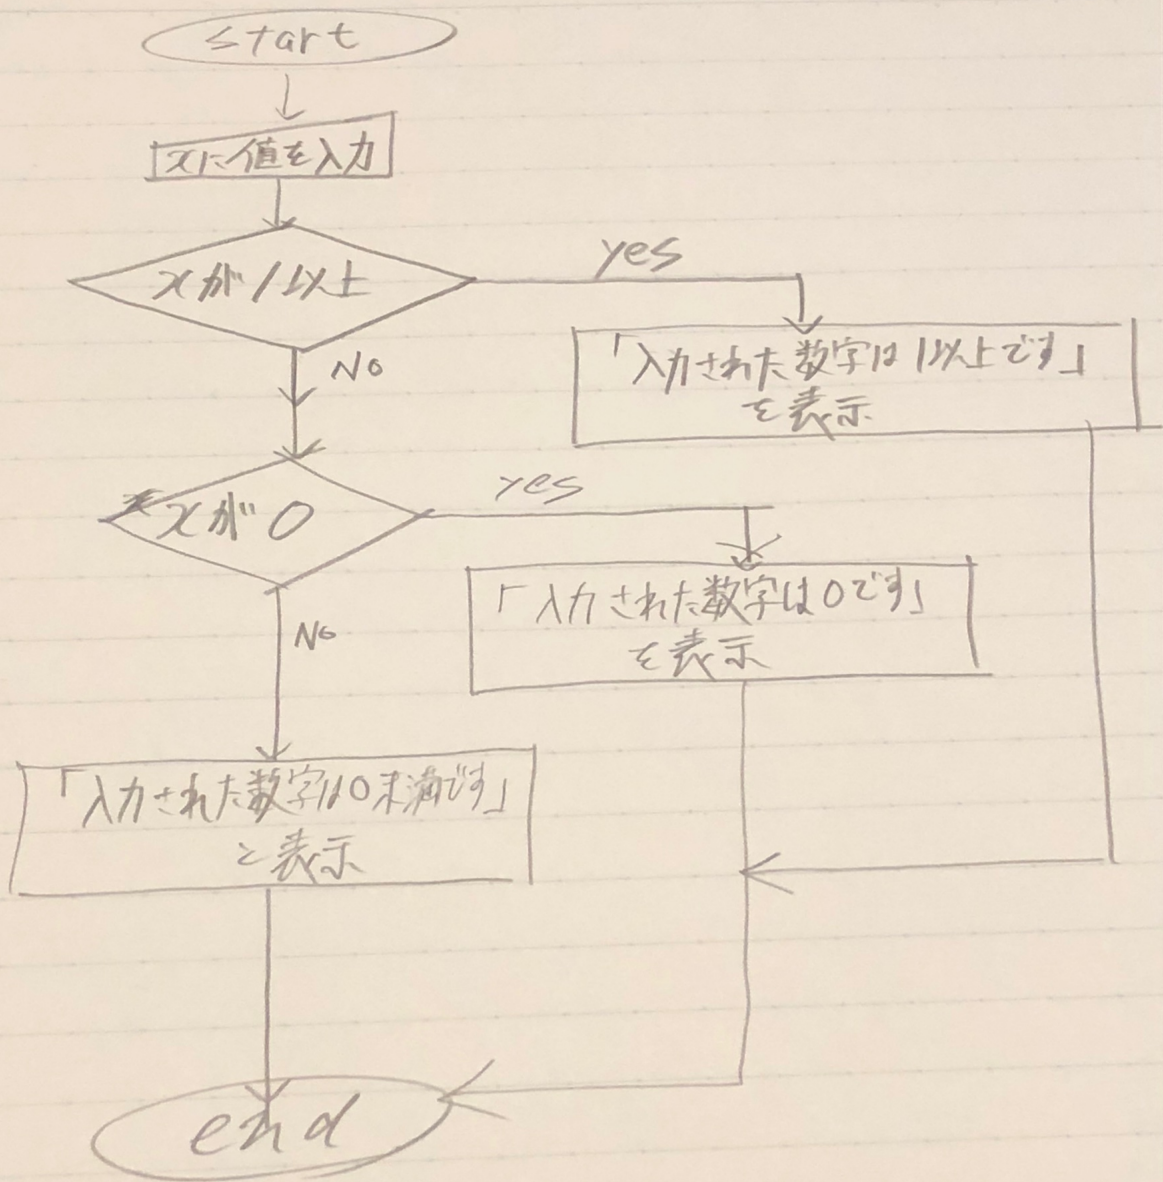 start
xに値を入力
xが1以上
yes
「入力された数字は1以上です」
を表示
No
xが0
yes
「入力された数字は0です」
を表示
No
「入力された数字は0未満です」
と表示
end